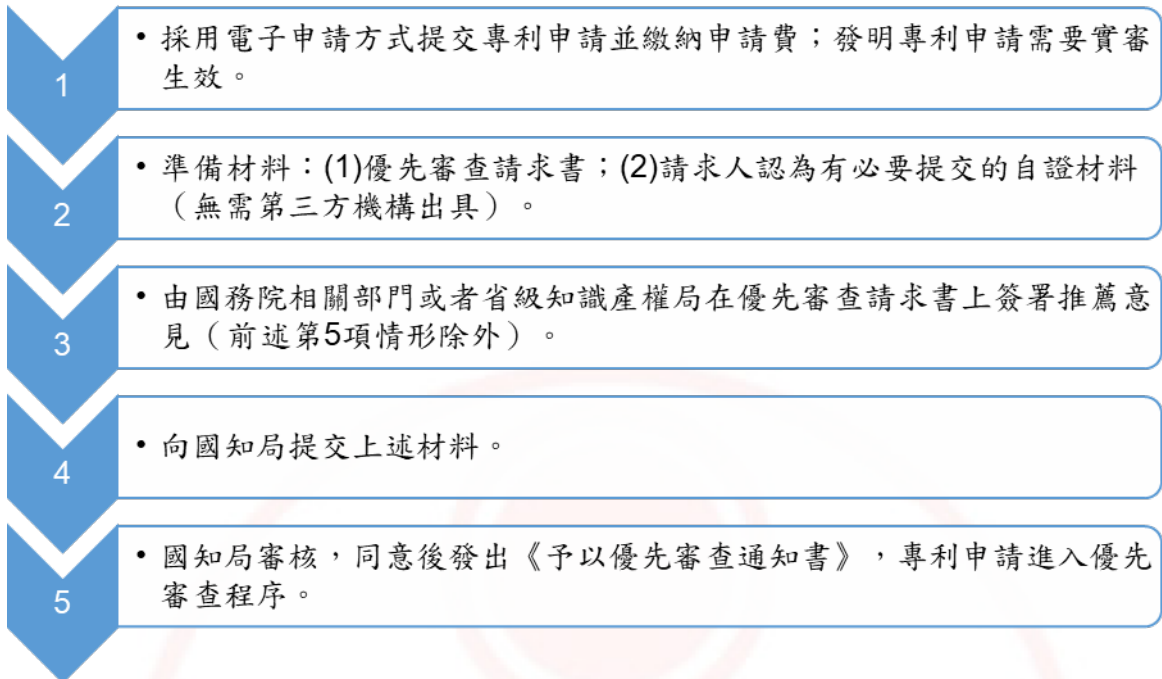 1
• 採用電子申請方式提交專利申請並繳納申請費；發明專利申請需要實審
生效。
2
• 準備材料：(1)優先審查請求書；(2)請求人認為有必要提交的自證材料
（無需第三方機構出具）。
3
• 由國務院相關部門或者省級知識產權局在優先審查請求書上簽署推薦意
見（前述第5項情形除外）。
4
• 向國知局提交上述材料。
5
• 國知局審核，同意後發出《予以優先審查通知書》，專利申請進入優先
審查程序。